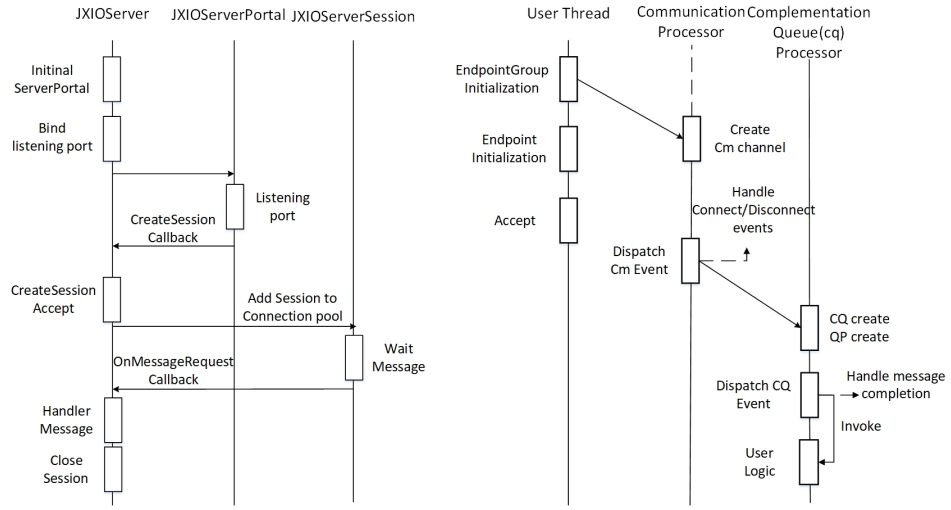 JXIOServer
JXIOServerPortal
JXIOServerSession
Initinal
ServerPortal
Bind
listening port
Listening
port
CreateSession
Callback
CreateSession
Accept
Add Session to
Connection pool
Wait
Message
OnMessageRequest
Callback
Handler
Message
Close
Session
User Thread
Communication
Processor
Complementation
Queue(cq)
Processor
EndpointGroup
Initialization
Create
Cm channel
Endpoint
Initialization
Handle
Connect/Disconnect
events
Accept
Dispatch
Cm Event
CQ create
QP create
Dispatch CQ
Event
Handle message
completion
Invoke
User
Logic